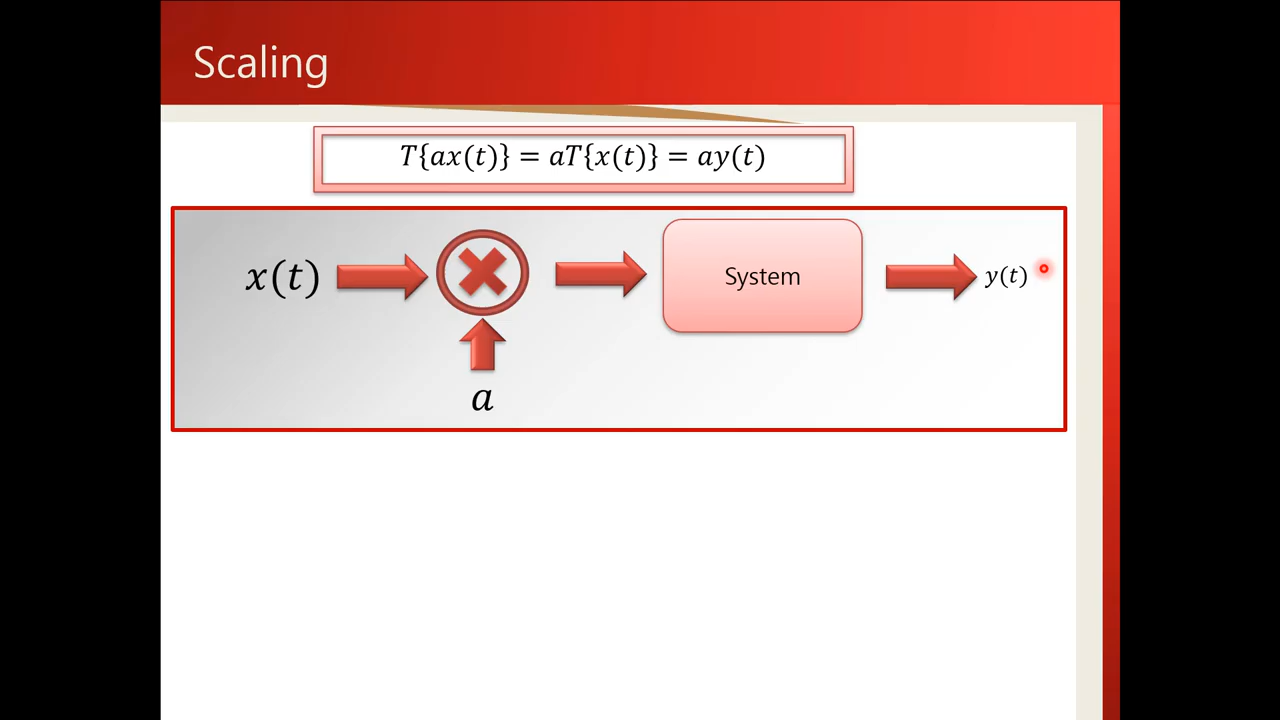 Scaling
T{ax(t)} = aT{x(t)} = ay(t)
x(t)
System
y(t)
a